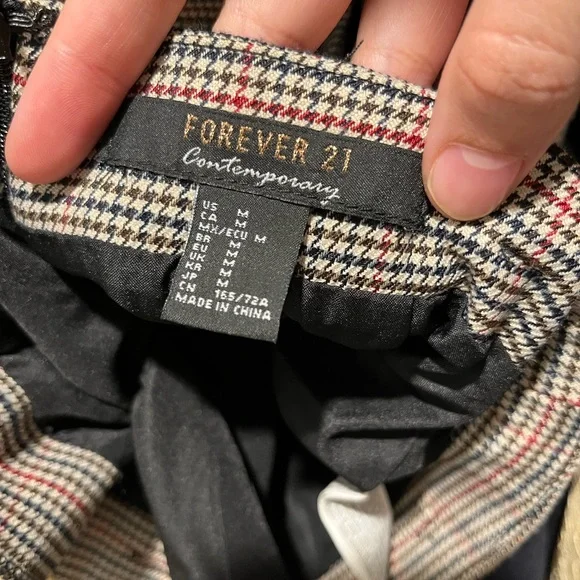 FOREVER 21
Contemporary
US M
CA M
MX/ECU M
BR M
EU M
UK M
KR M
JP M
CN 165/72A
MADE IN CHINA